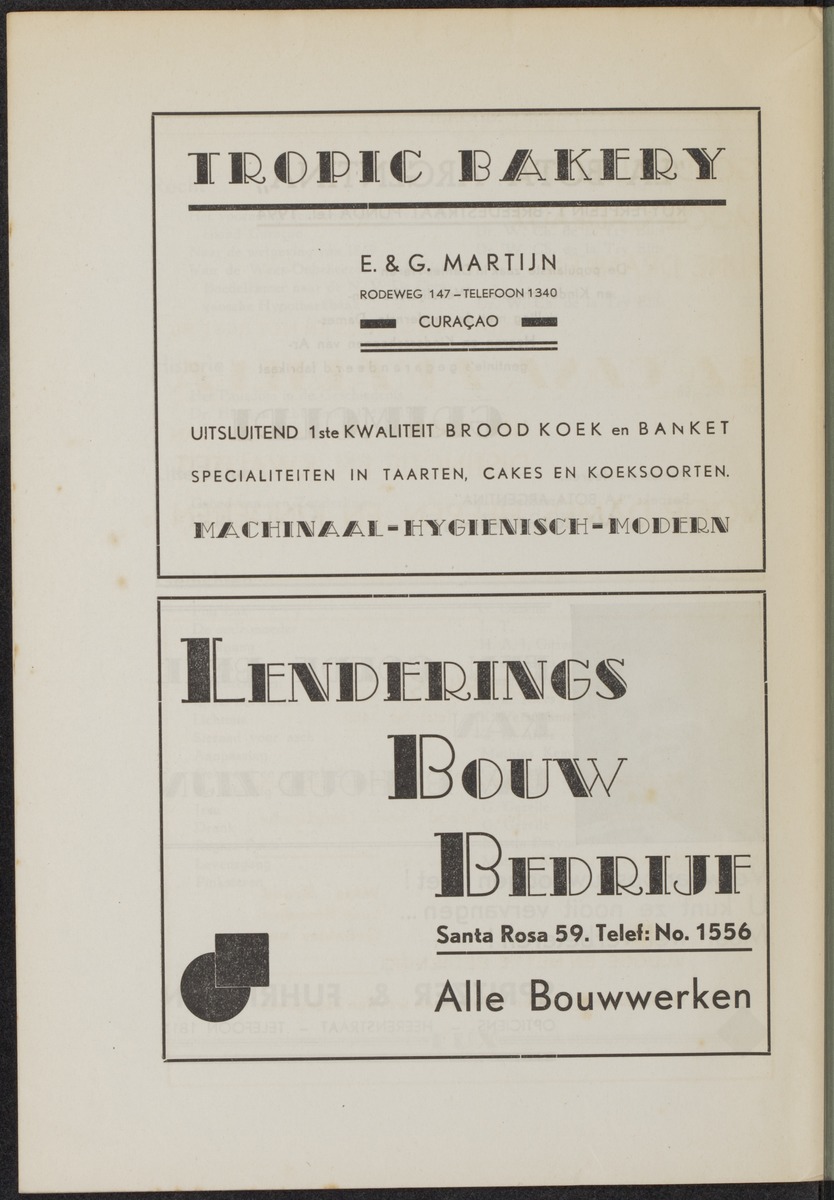 TROPIC BAKERY
E. & G. MARTIJN
RODEWEG 147 – TELEFOON 1340
CURAÇAO
UITSLUITEND 1ste KWALITEIT BROOD KOEK en BANKET
SPECIALITEITEN IN TAARTEN, CAKES EN KOEKSOORTEN.
MACHINAAL-HYGIENISCH-MODERN
LENDERINGS
BOUW
BEDRIJF
Santa Rosa 59. Telef: No. 1556
Alle Bouwwerken